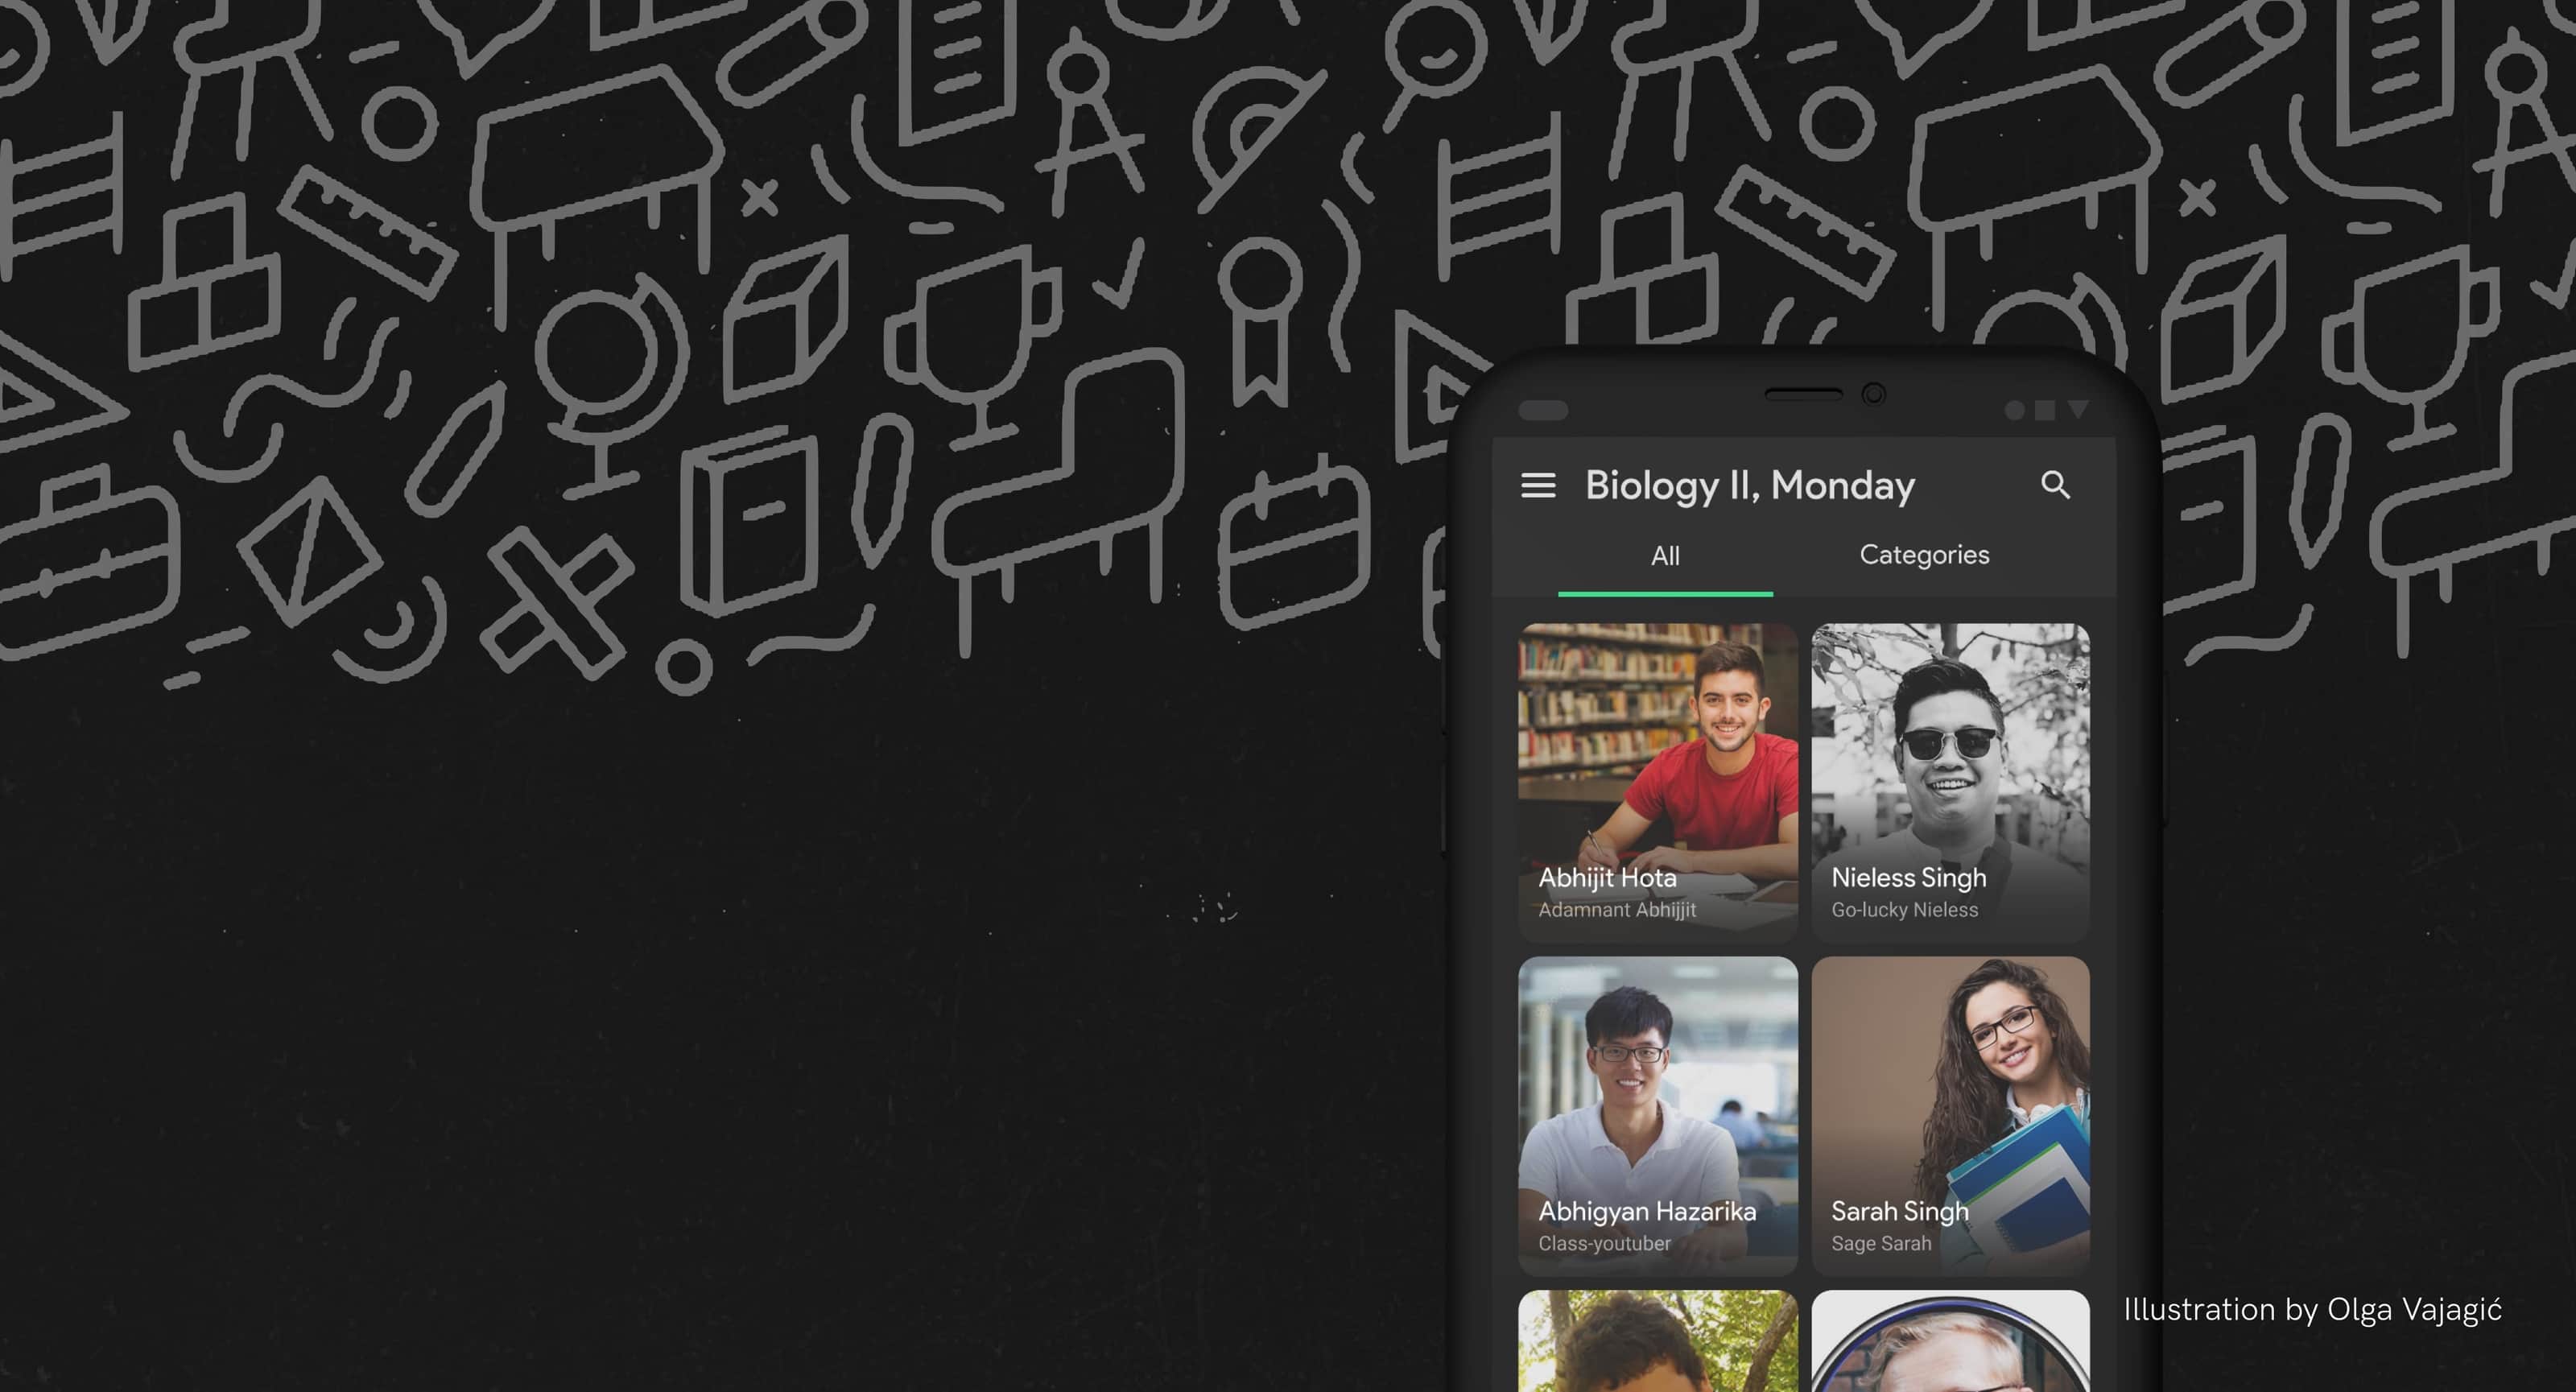 Biology II, Monday
All
Categories
Abhijit Hota
Adamnant Abhijjit
Nieless Singh
Go-lucky Nieless
Abhigyan Hazarika
Class-youtuber
Sarah Singh
Sage Sarah
Illustration by Olga Vajagić